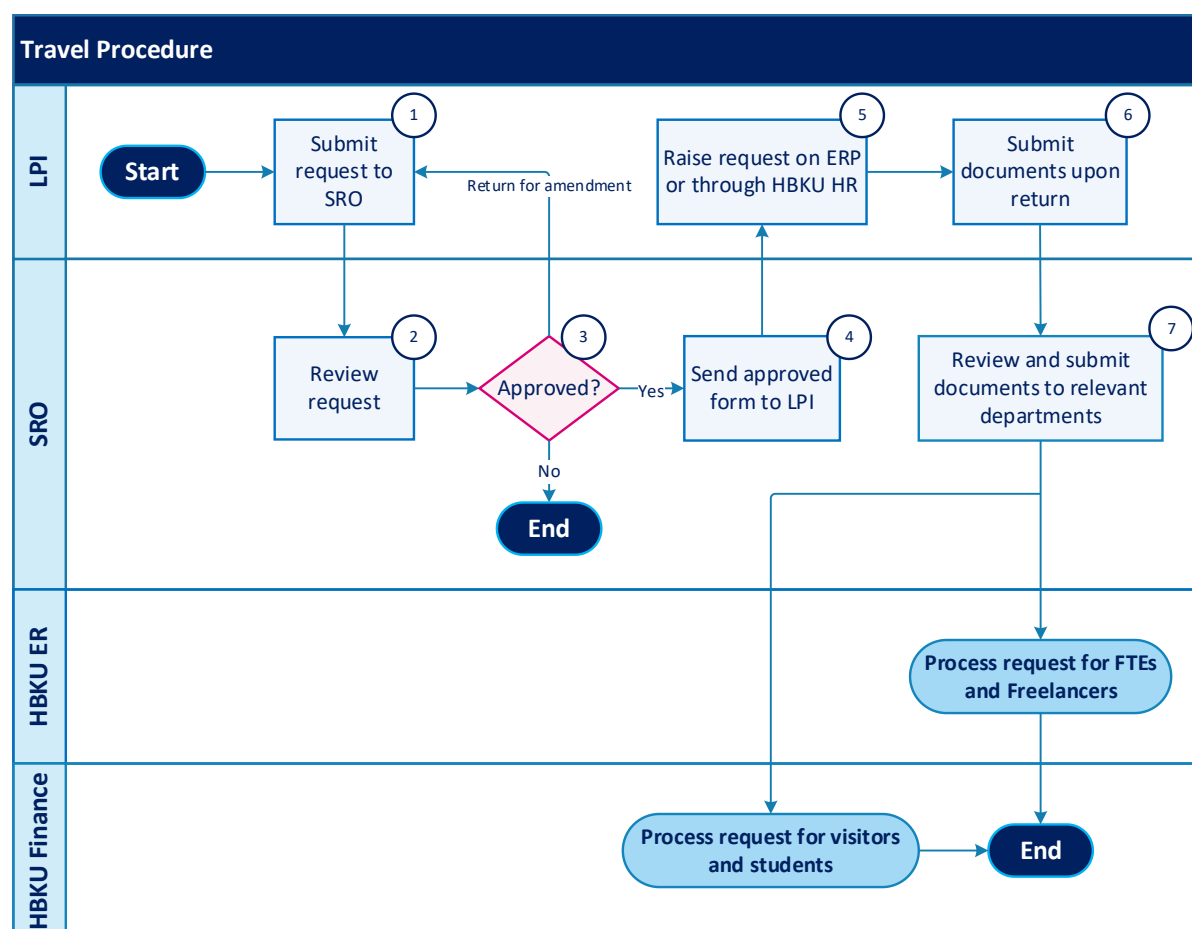 Travel Procedure
LPI
Start
1
Submit
request to
SRO
Return for amendment
5
Raise request on ERP
or through HBKU HR
6
Submit
documents upon
return
SRO
2
Review
request
3
Approved?
Yes
No
End
4
Send approved
form to LPI
7
Review and submit
documents to relevant
departments
HBKU ER
Process request for FTEs
and Freelancers
HBKU Finance
Process request for visitors
and students
End